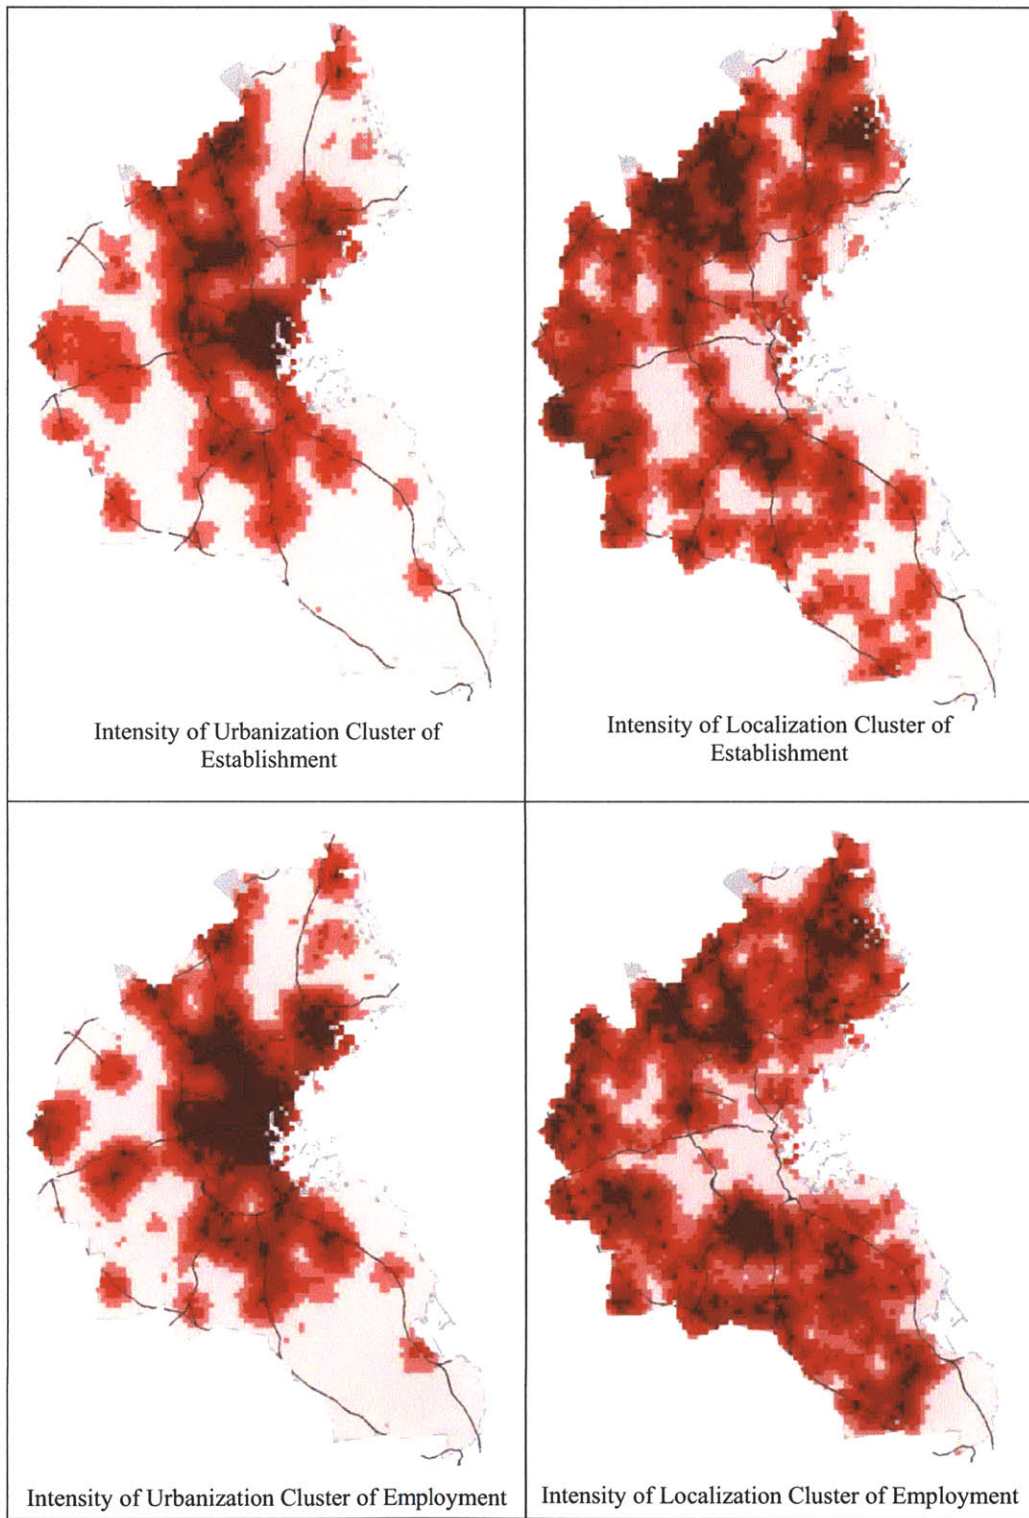 Intensity of Urbanization Cluster of
Establishment
Intensity of Localization Cluster of
Establishment
Intensity of Urbanization Cluster of Employment
Intensity of Localization Cluster of Employment